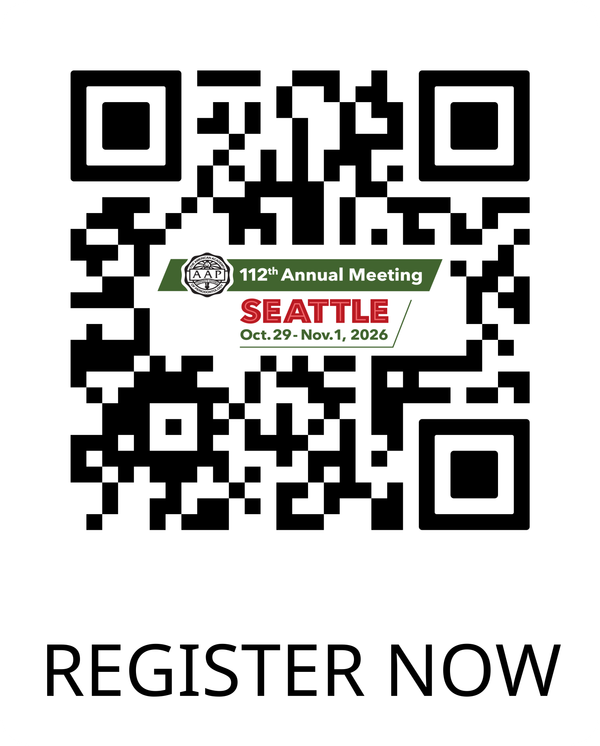 AAP
112th Annual Meeting
SEATTLE
Oct. 29 - Nov. 1, 2026
REGISTER NOW